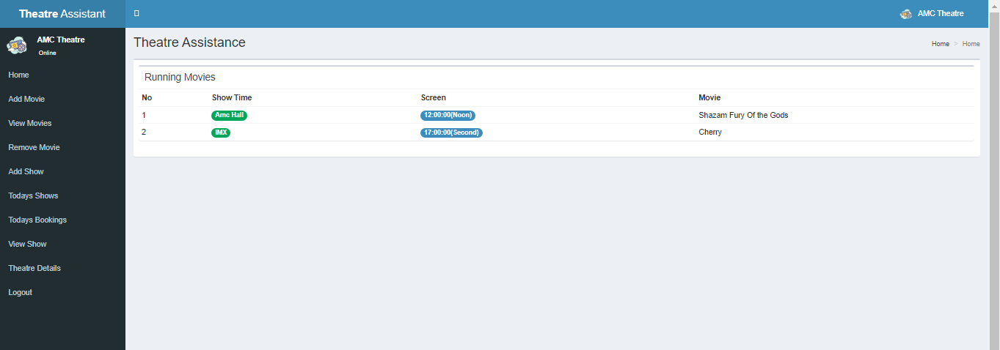 Theatre Assistant
AMC Theatre
AMC Theatre
Online
Home
Add Movie
View Movies
Remove Movie
Add Show
Todays Shows
Todays Bookings
View Show
Theatre Details
Logout
Theatre Assistance
Home > Home
Running Movies
No Show Time Screen Movie
1 Amc Hall 12:00:00(Noon) Shazam Fury Of the Gods
2 IMX 17:00:00(Second) Cherry